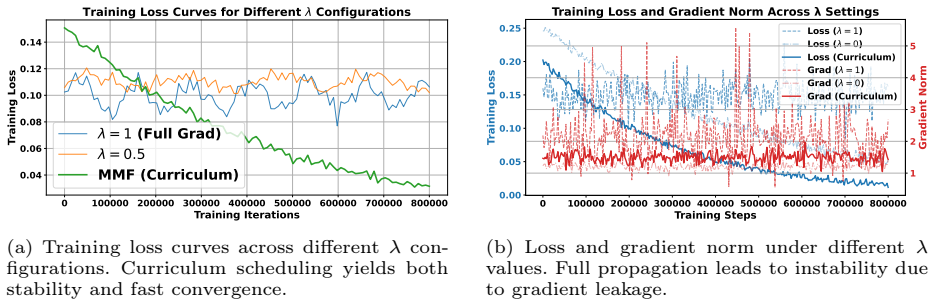 Training Loss Curves for Different λ Configurations
Training Loss
0.14
0.12
0.10
0.08
0.06
0.04
λ = 1 (Full Grad)
λ = 0.5
MMF (Curriculum)
0 100000 200000 300000 400000 500000 600000 700000 800000
Training Iterations
(a) Training loss curves across different λ con-
figurations. Curriculum scheduling yields both
stability and fast convergence.
Training Loss and Gradient Norm Across λ Settings
Training Loss
0.25
0.20
0.15
0.10
0.05
0.00
Loss (λ = 1)
Loss (λ = 0)
Loss (Curriculum)
Grad (λ = 1)
Grad (λ = 0)
Grad (Curriculum)
5
4
3
2
1
Gradient Norm
0 100000 200000 300000 400000 500000 600000 700000 800000
Training Steps
(b) Loss and gradient norm under different λ
values. Full propagation leads to instability due
to gradient leakage.